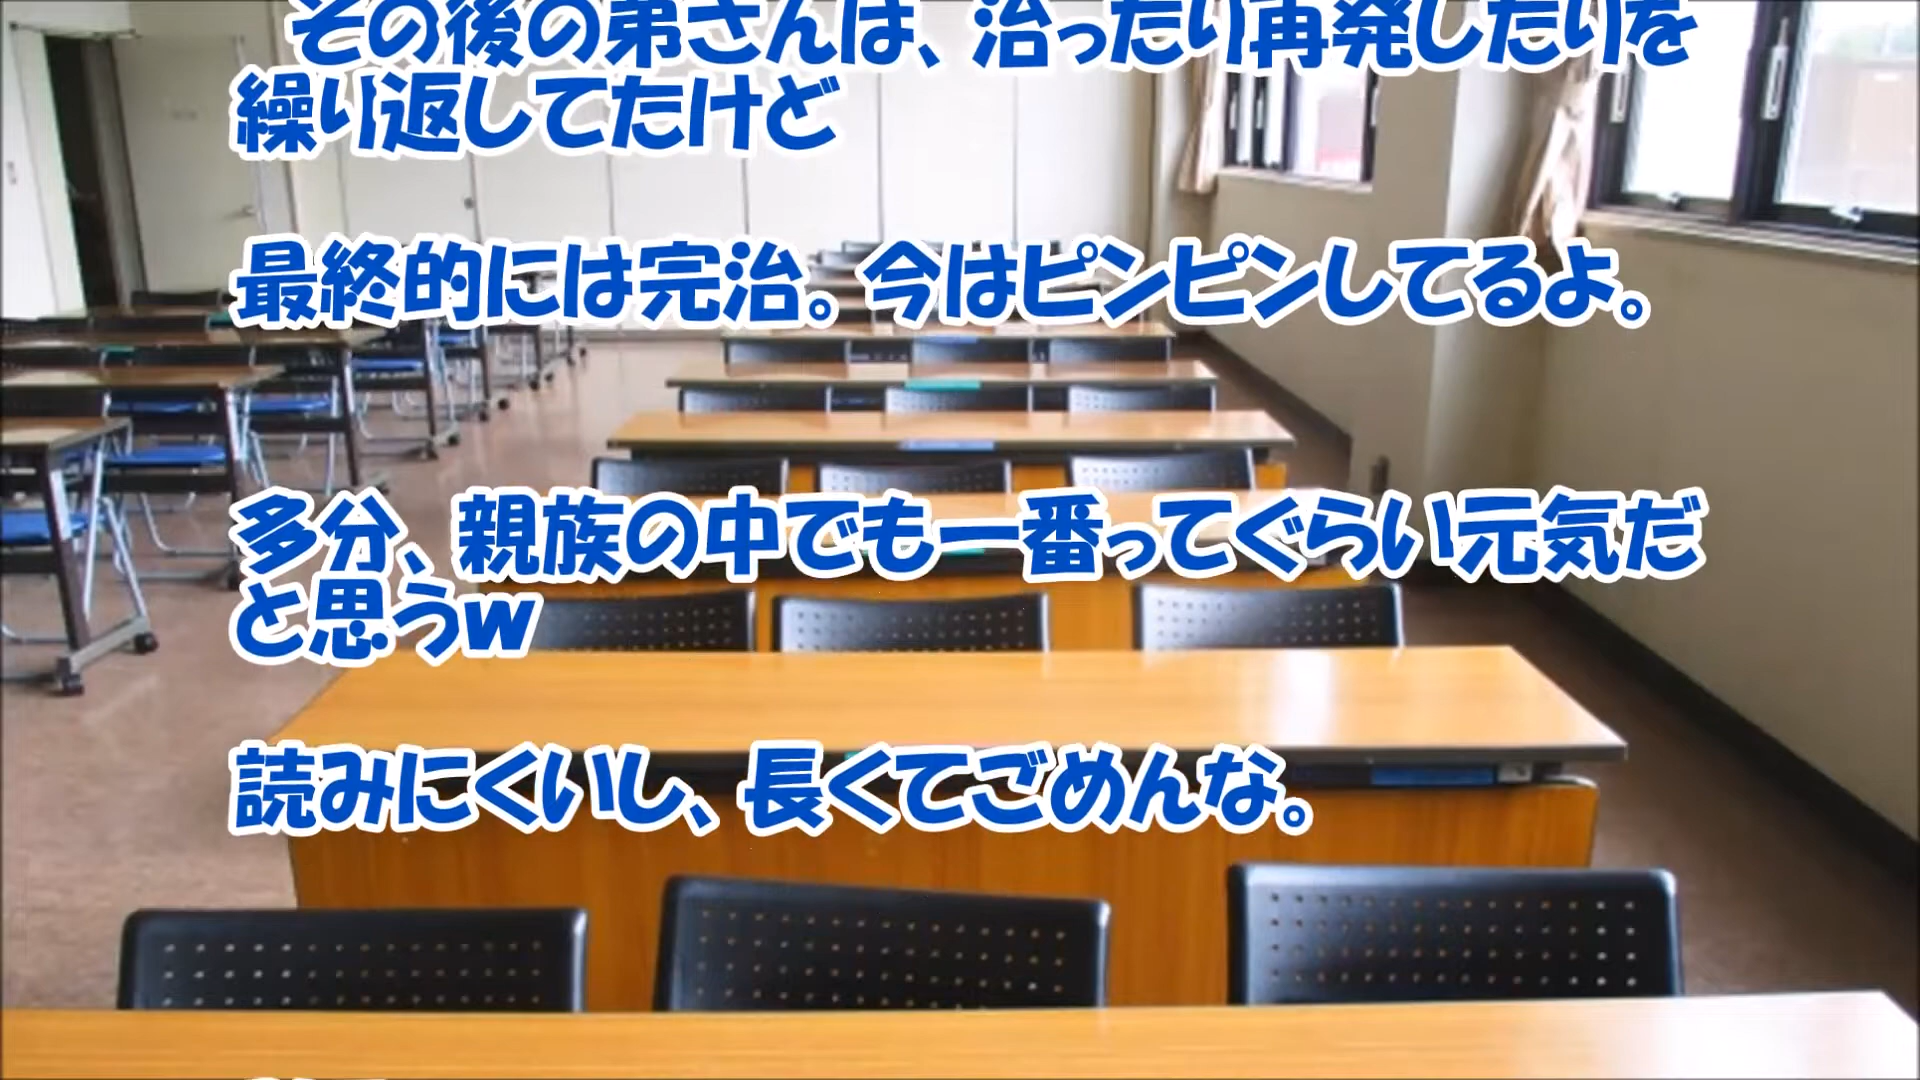 その後の弟さんは、治ったり再発したりを
繰り返してたけど
最終的には完治。今はピンピンしてるよ。
多分、親族の中でも一番ってぐらい元気だ
と思うw
読みにくいし、長くてごめんな。